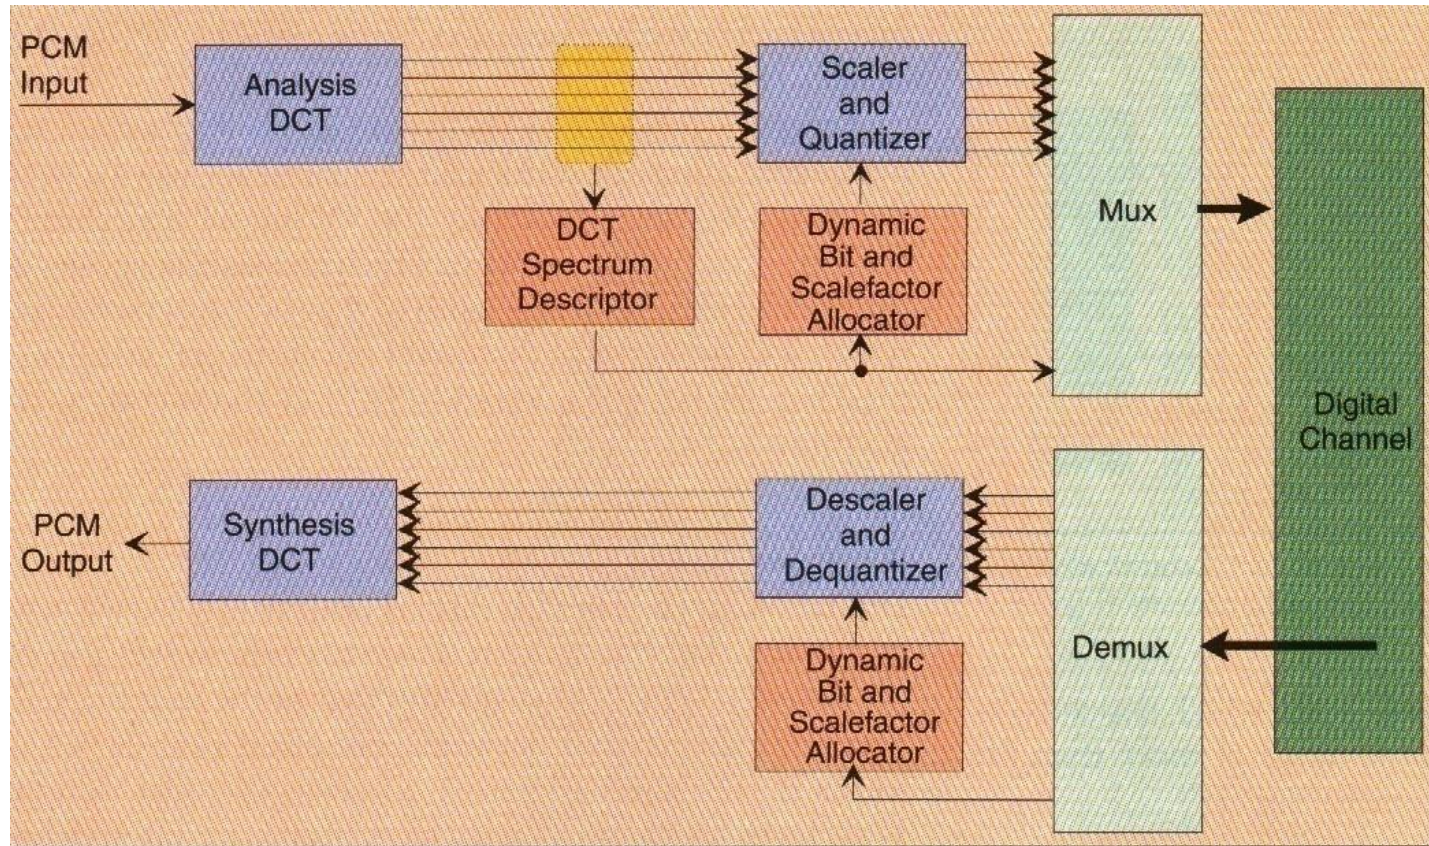 PCM
Input
Analysis
DCT
Scaler
and
Quantizer
Mux
DCT
Spectrum
Descriptor
Dynamic
Bit and
Scalefactor
Allocator
Digital
Channel
PCM
Output
Synthesis
DCT
Descaler
and
Dequantizer
Demux
Dynamic
Bit and
Scalefactor
Allocator